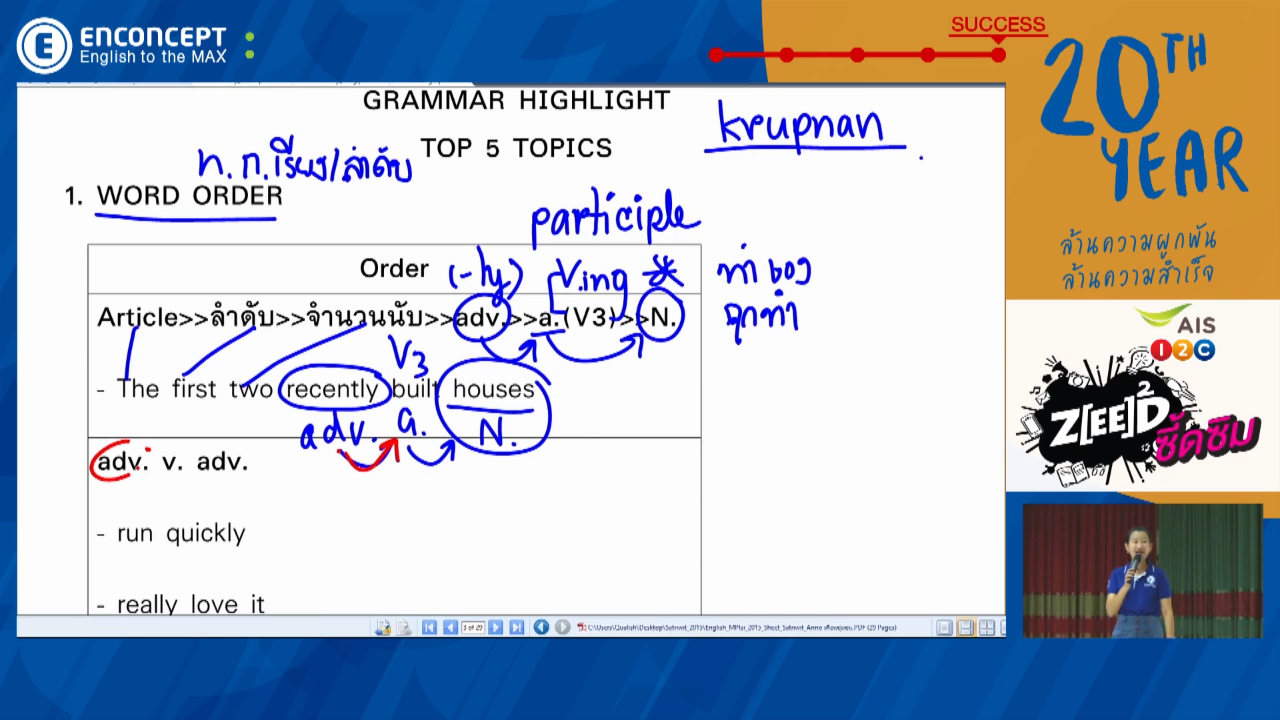 ENCONCEPT
English to the MAX
SUCCESS
20TH
YEAR
ล้านความผูกพัน
ล้านความสำเร็จ
AIS
12C
Z[EE]D2
ซี้ดซิม
GRAMMAR HIGHLIGHT
krupnan
TOP 5 TOPICS
ท.ก.เรียง/ลำดับ
1. WORD ORDER
participle
Order (-ly) V.ing
ทำเอง
ถูกทำ
Article>>ลำดับ>>จำนวนนับ>>adv.>>a.(V3)>>N.
V3
- The first two recently built houses
adv. a. N.
adv. v. adv.
- run quickly
- really love it